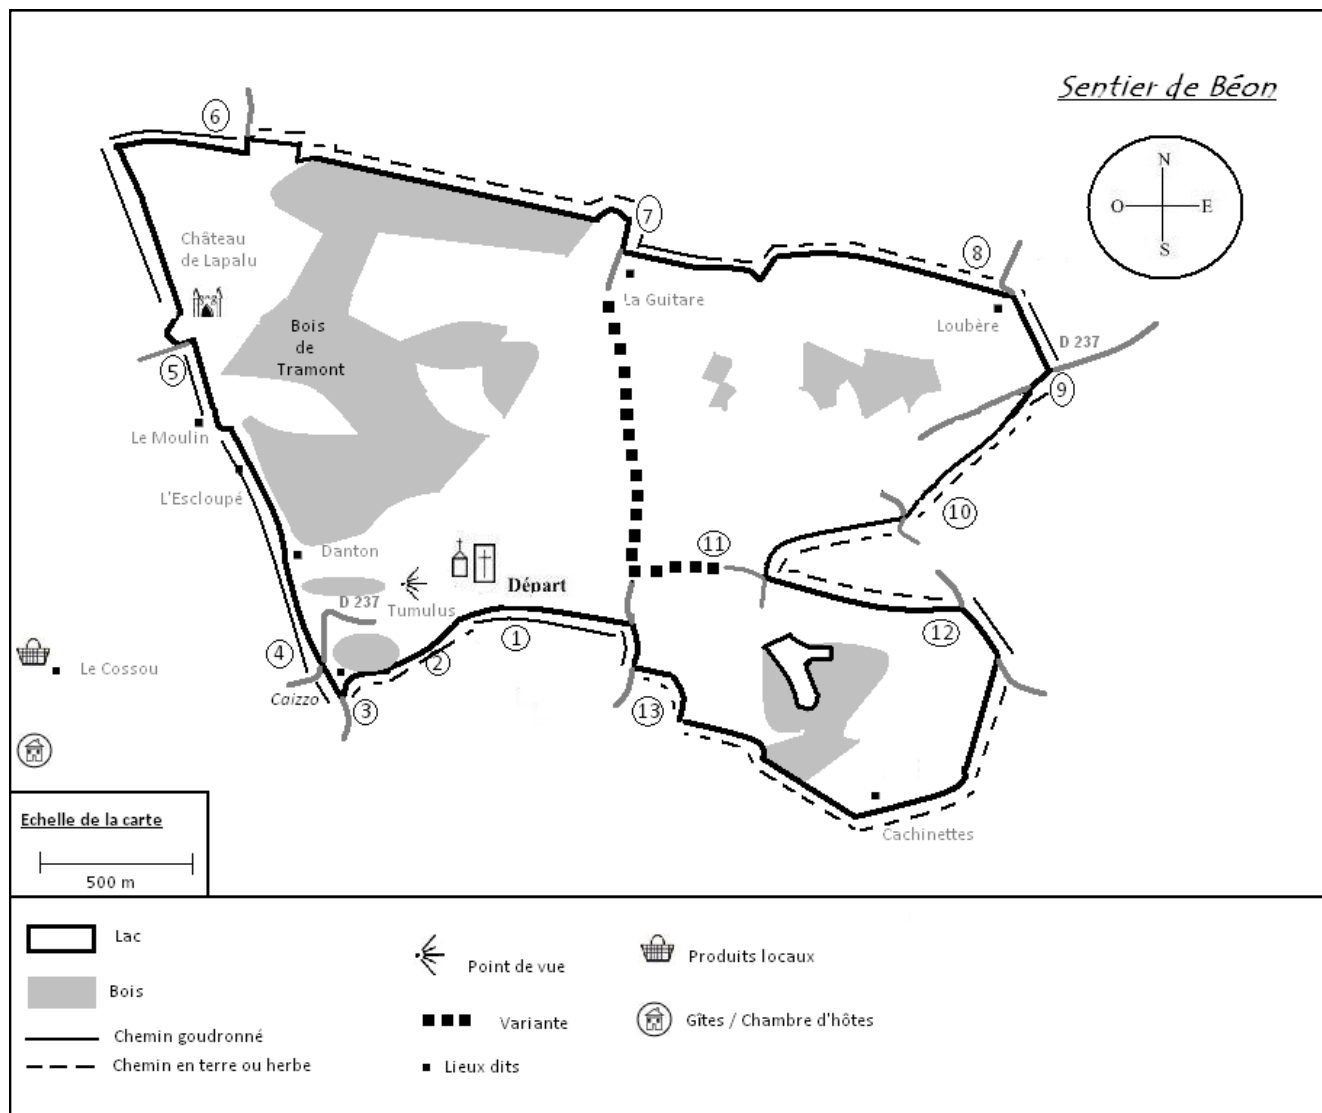 Sentier de Béon
N
O
E
S
6
7
8
Château
de Lapalu
La Guitare
Loubère
Bois
de
Tramont
D 237
5
9
Le Moulin
L'Escloupé
10
11
Danton
Départ
D 237
Tumulus
1
12
4
2
Le Cossou
Caizzo
3
13
Cachinettes
Echelle de la carte
500 m
Lac
Point de vue
Produits locaux
Bois
Variante
Gîtes / Chambre d'hôtes
Chemin goudronné
Chemin en terre ou herbe
Lieux dits